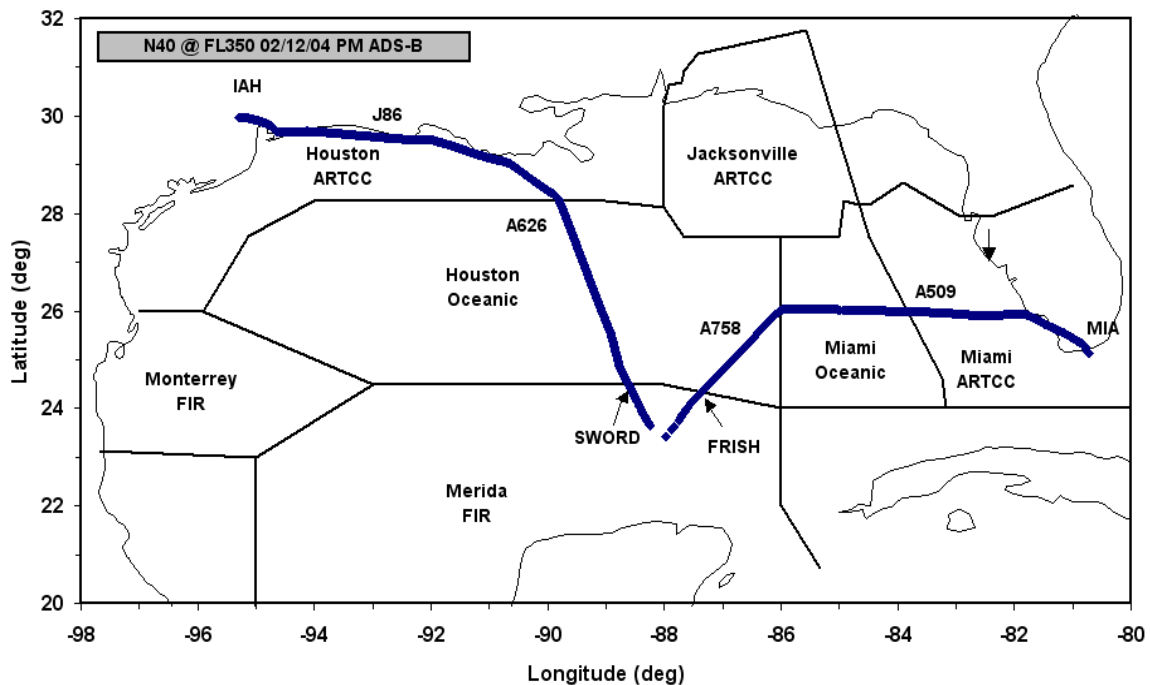 N40 @ FL350 02/12/04 PM ADS-B
IAH
J86
Houston
ARTCC
Jacksonville
ARTCC
A626
Houston
Oceanic
A509
A758
MIA
Miami
Oceanic
Miami
ARTCC
Monterrey
FIR
SWORD
FRISH
Merida
FIR
Latitude (deg)
32
30
28
26
24
22
20
-98
-96
-94
-92
-90
-88
-86
-84
-82
-80
Longitude (deg)